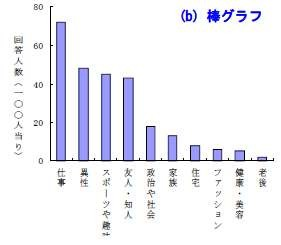 (b) 棒グラフ
回答人数(一〇〇人当り)
80
60
40
20
0
仕事
異性
スポーツや趣味
友人・知人
政治や社会
家族
住宅
ファッション
健康・美容
老後